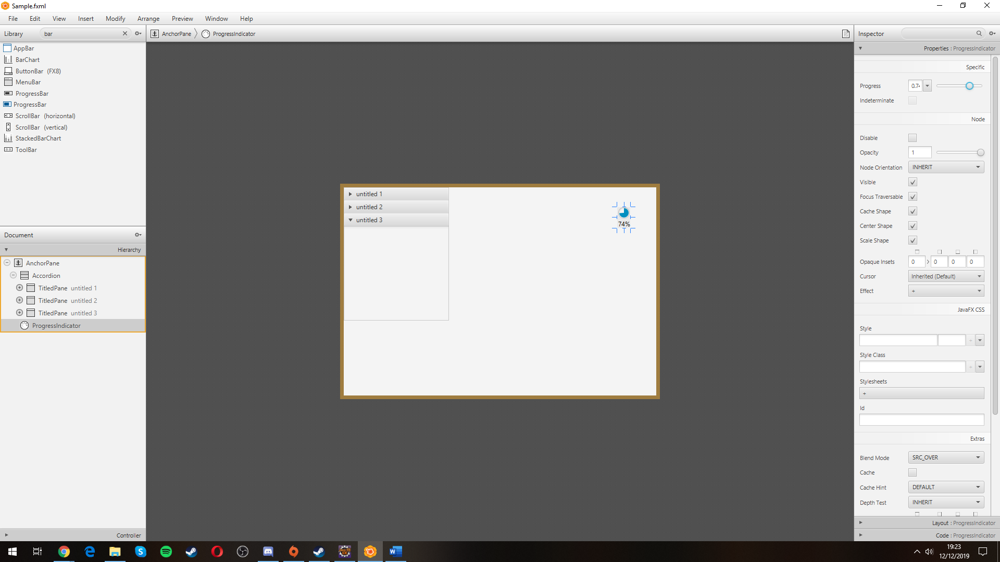 Sample.fxml
File Edit View Insert Modify Arrange Preview Window Help
Library bar
AppBar
BarChart
ButtonBar (FX8)
MenuBar
ProgressBar
ProgressBar
ScrollBar (horizontal)
ScrollBar (vertical)
StackedBarChart
ToolBar
Document
Hierarchy
AnchorPane
Accordion
TitledPane untitled 1
TitledPane untitled 2
TitledPane untitled 3
ProgressIndicator
Controller
AnchorPane ProgressIndicator
untitled 1
untitled 2
untitled 3
74%
Inspector
Properties : ProgressIndicator
Specific
Progress 0.74
Indeterminate
Node
Disable
Opacity 1
Node Orientation INHERIT
Visible
Focus Traversable
Cache Shape
Center Shape
Scale Shape
Opaque Insets 0 0 0 0
Cursor Inherited (Default)
Effect +
JavaFX CSS
Style
+
Style Class
+
Stylesheets
+
Id
Extras
Blend Mode SRC_OVER
Cache
Cache Hint DEFAULT
Depth Test INHERIT
Layout : ProgressIndicator
Code : ProgressIndicator
19:23
12/12/2019